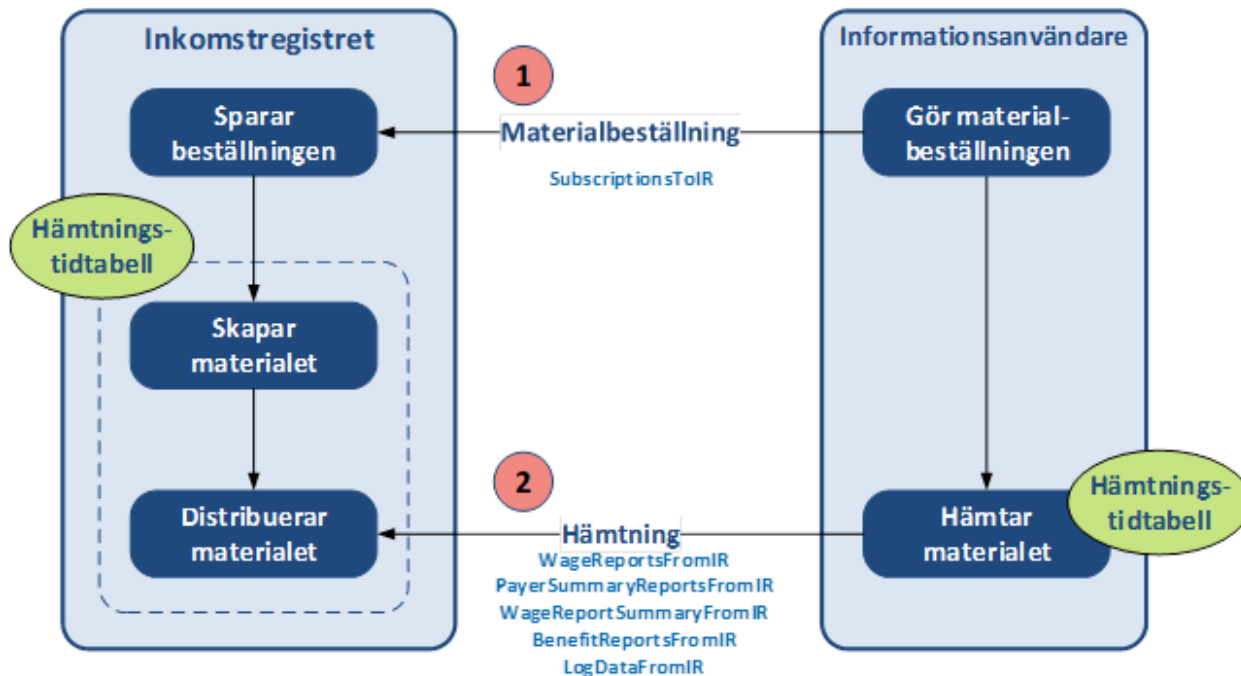 Inkomstregistret
Informationsanvändare
1
Sparar
beställningen
Materialbeställning
Gör material-
beställningen
SubscriptionsToIR
Hämtnings-
tidtabell
Skapar
materialet
2
Distribuerar
materialet
Hämtning
Hämtar
materialet
Hämtnings-
tidtabell
WageReportsFromIR
PayerSummaryReportsFromIR
WageReportSummaryFromIR
BenefitReportsFromIR
LogDataFromIR